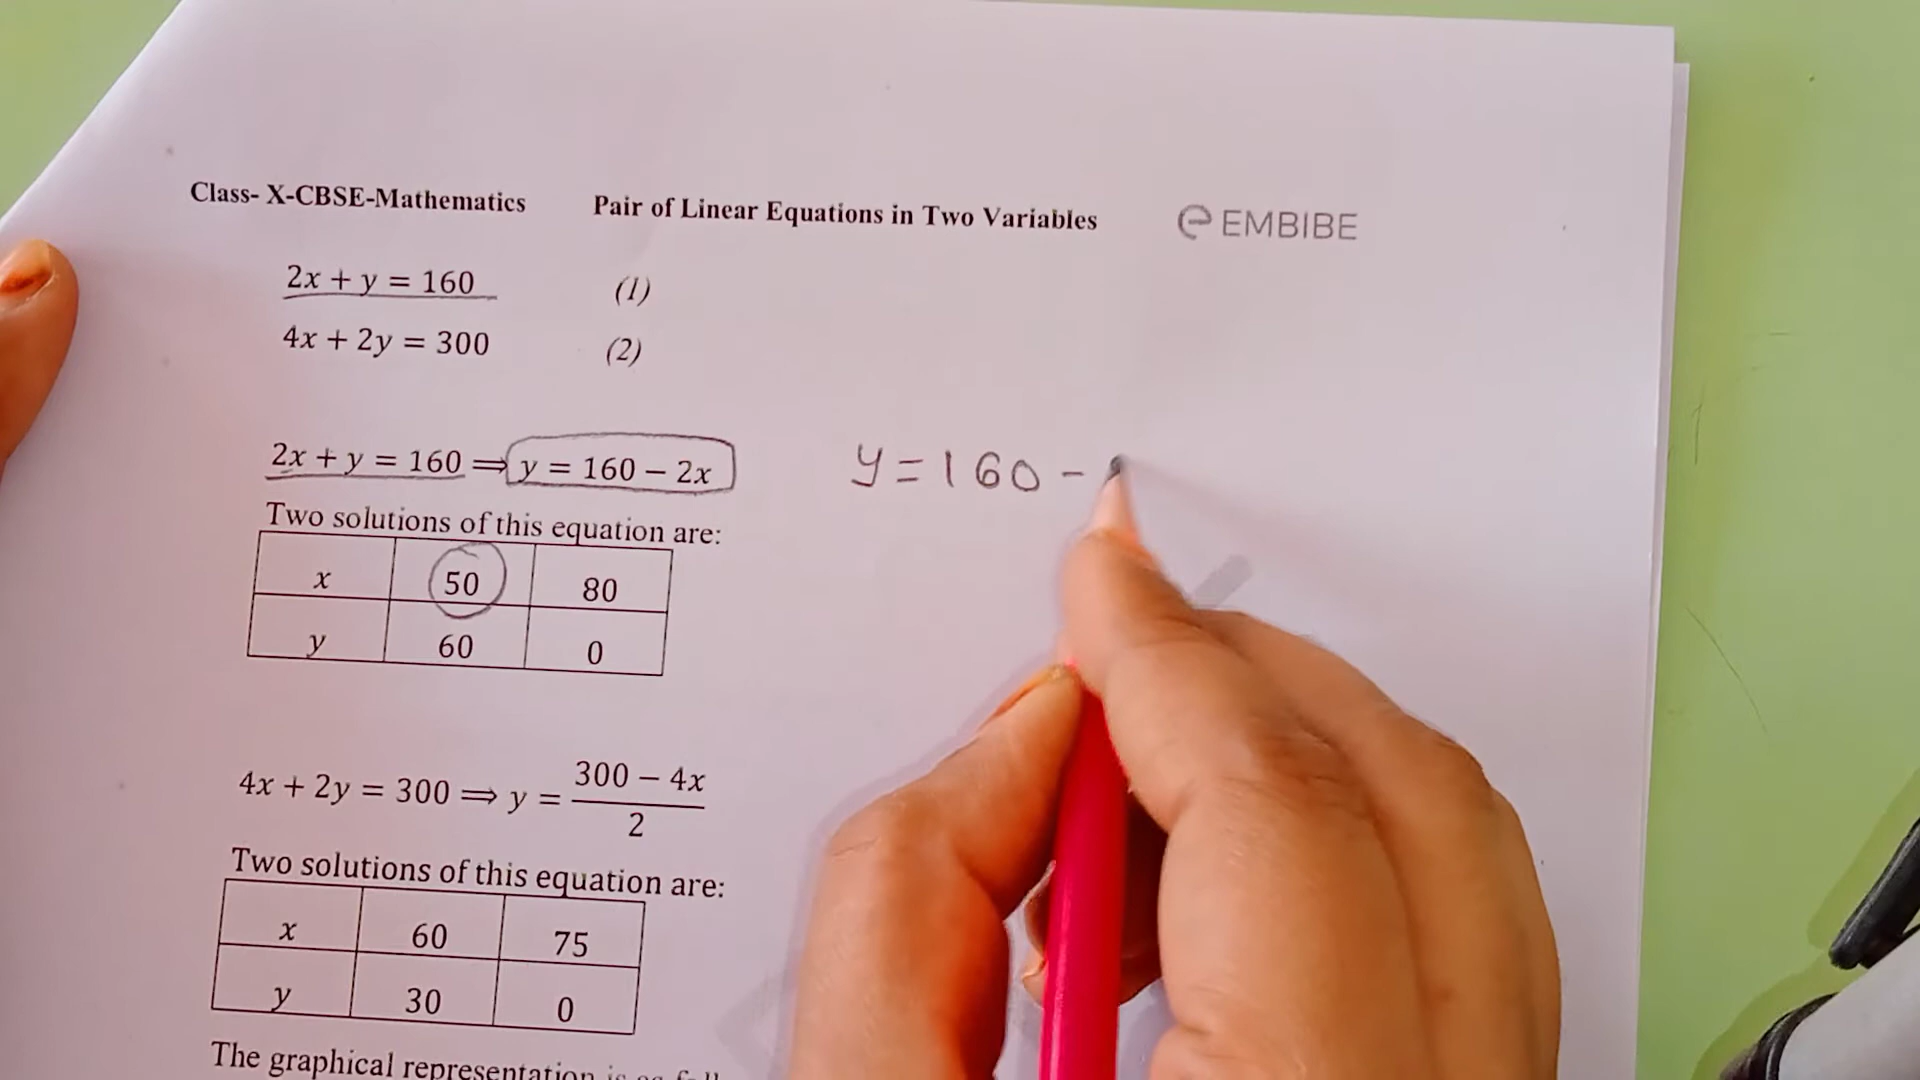 Class- X-CBSE-Mathematics Pair of Linear Equations in Two Variables EMBIBE
2x + y = 160 (1)
4x + 2y = 300 (2)
2x + y = 160 ⟹ y = 160 − 2x y = 160 −
Two solutions of this equation are:
x 50 80
y 60 0
4x + 2y = 300 ⟹ y = (300 − 4x)/2
Two solutions of this equation are:
x 60 75
y 30 0
The graphical representation